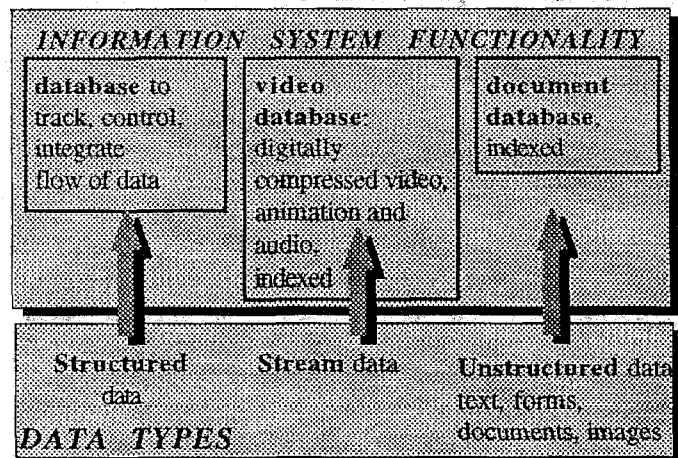 INFORMATION SYSTEM FUNCTIONALITY
database to
track, control,
integrate
flow of data
video
database:
digitally
compressed video,
animation and
audio,
indexed
document
database,
indexed
Structured
data
Stream data
Unstructured data
text, forms,
documents, images
DATA TYPES